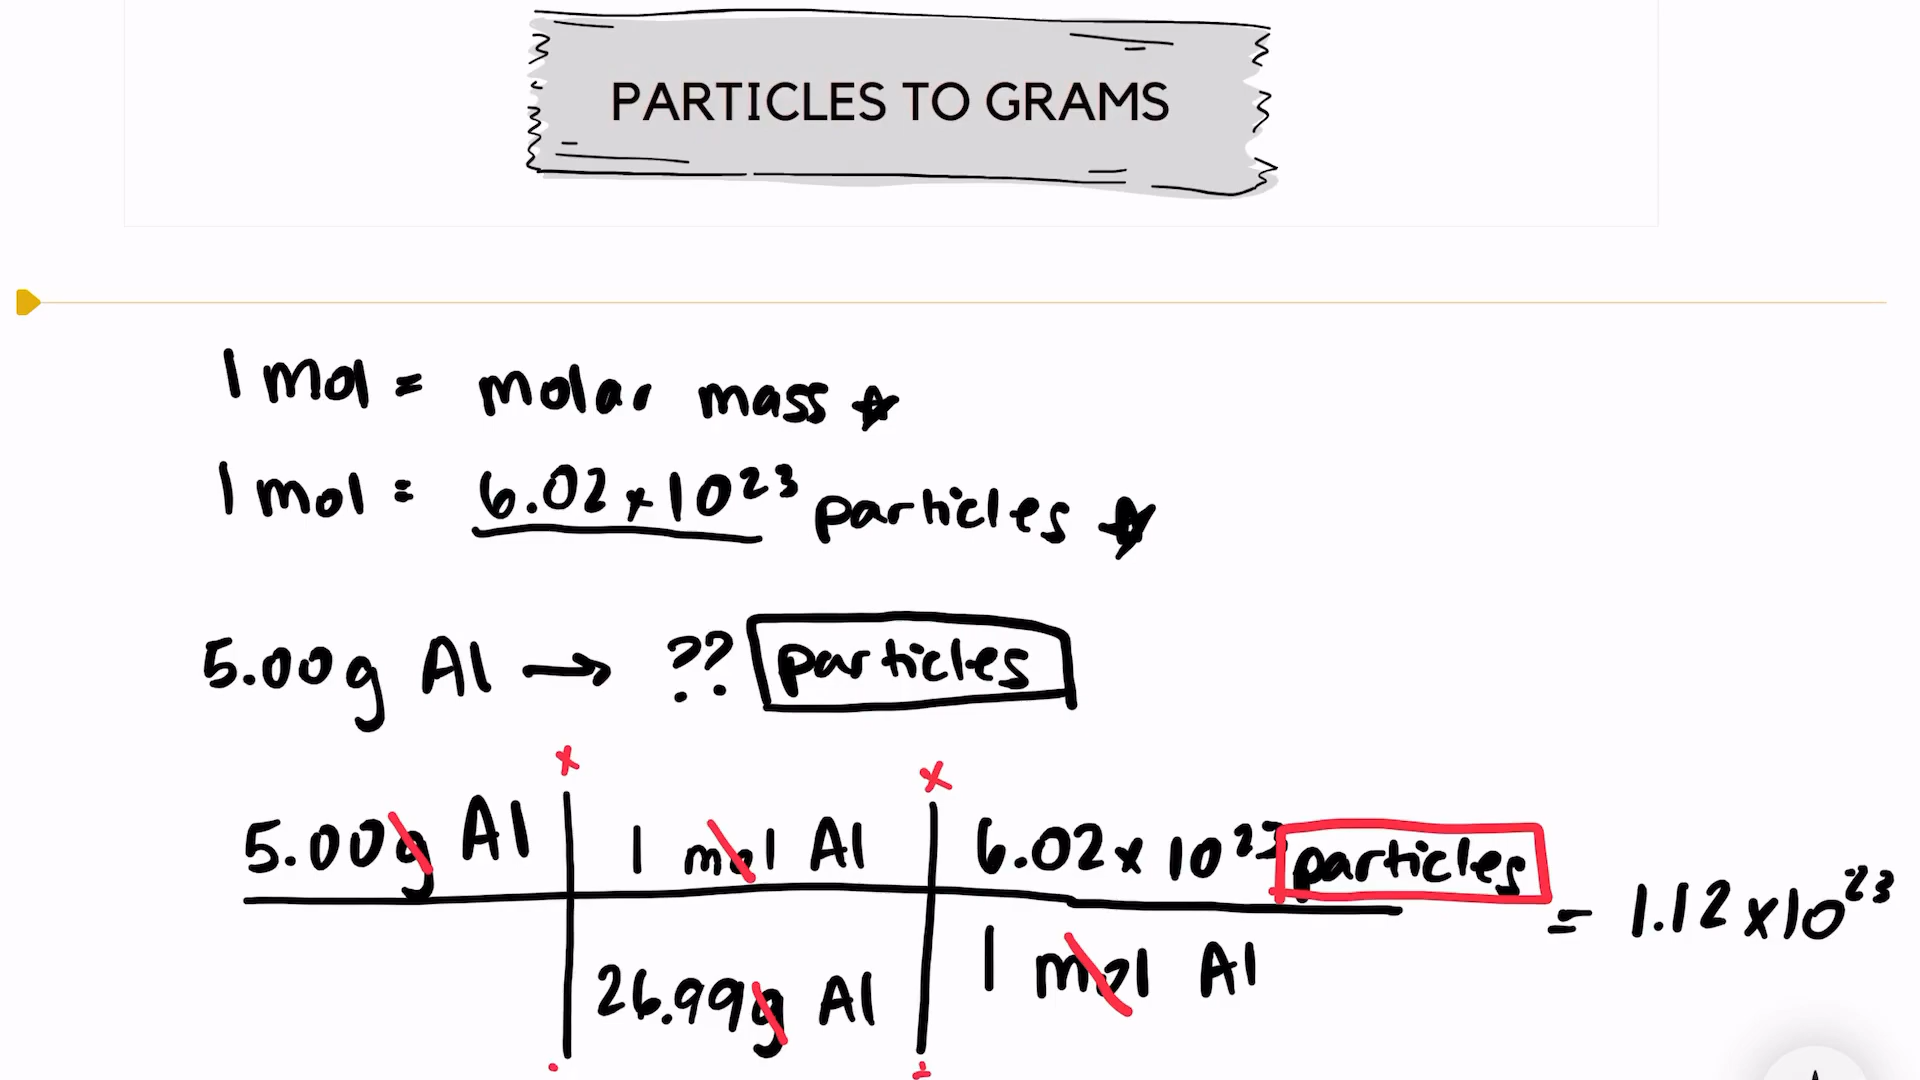 PARTICLES TO GRAMS
1 mol = molar mass ☆
1 mol = 6.02 x 10²³ particles ☆
5.00g Al → ?? particles
x x
5.00g Al 1 mol Al 6.02 x 10²³ particles
= 1.12 x 10²³
26.99g Al 1 mol Al